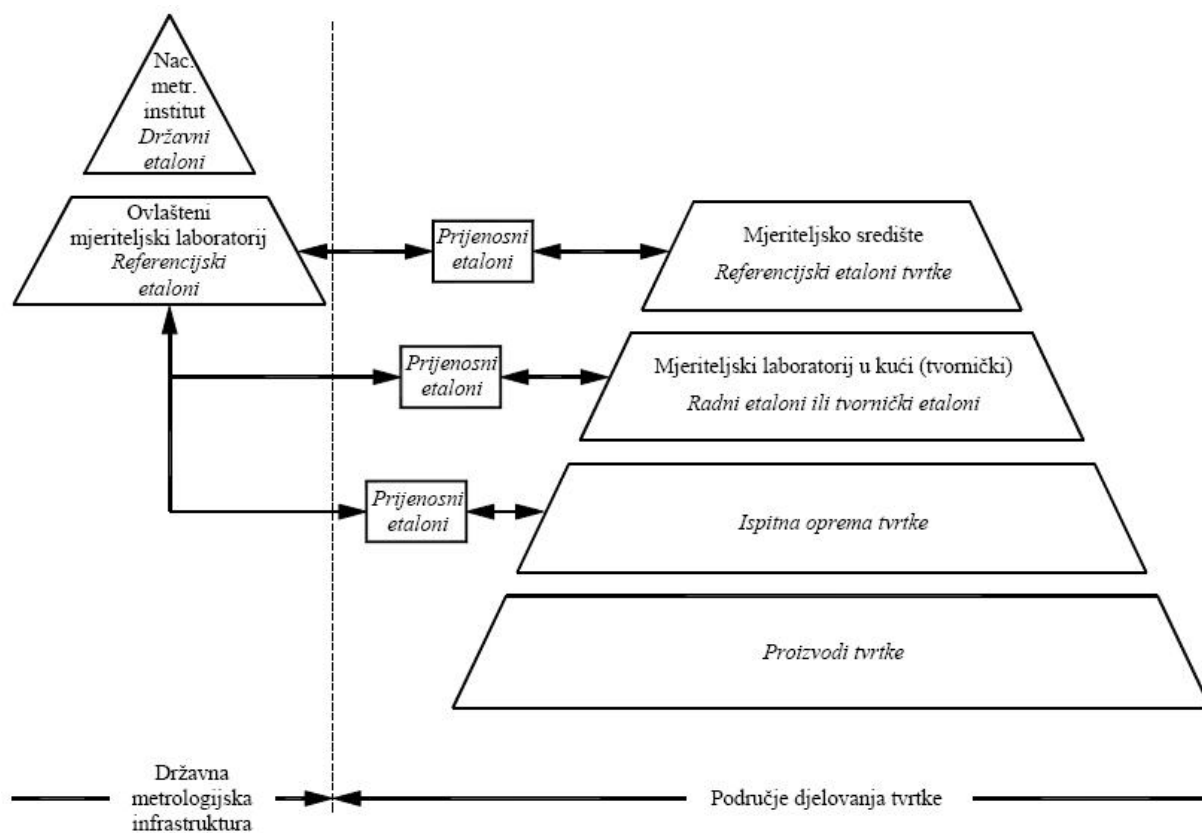 Nac.
metr.
institut
Državni
etaloni
Ovlašteni
mjeriteljski laboratorij
Referencijski
etaloni
Prijenosni
etaloni
Mjeriteljsko središte
Referencijski etaloni tvrtke
Prijenosni
etaloni
Mjeriteljski laboratorij u kući (tvornički)
Radni etaloni ili tvornički etaloni
Prijenosni
etaloni
Ispitna oprema tvrtke
Proizvodi tvrtke
Državna
metrologijska
infrastruktura
Područje djelovanja tvrtke